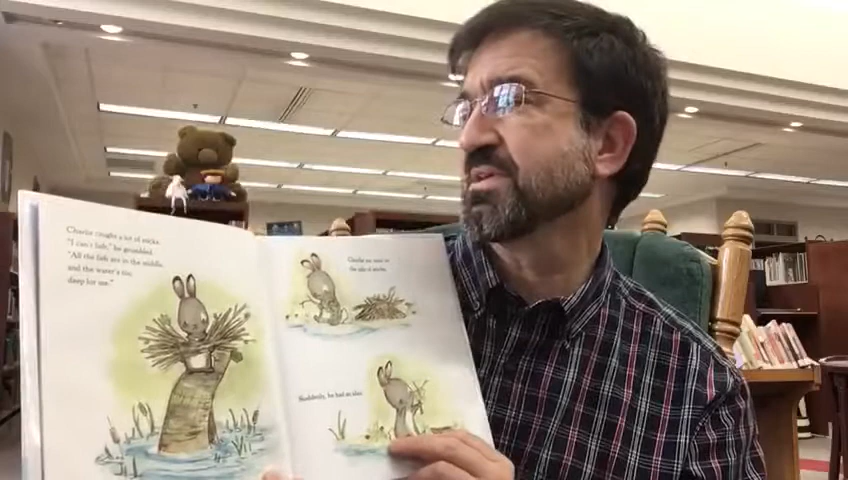 Charlie caught a lot of sticks.
"I can't fish," he grumbled.
"All the fish are in the middle,
and the water's too
deep for me."
Charlie sat next to
the pile of sticks.
Suddenly, he had an idea.